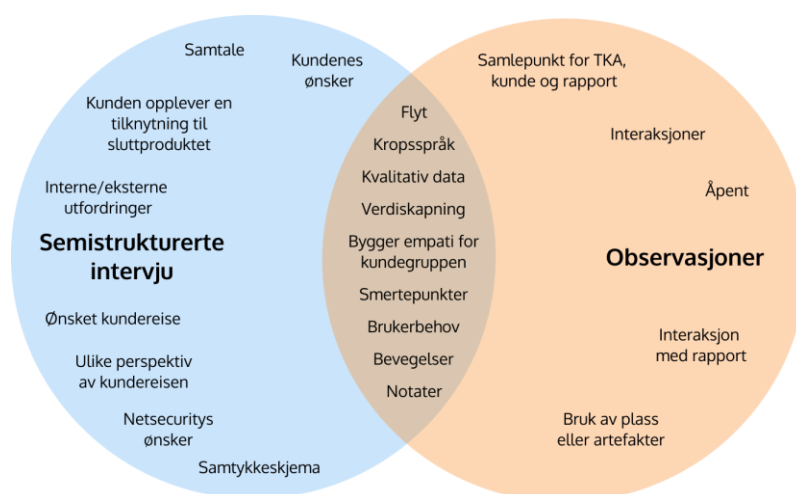 Samtale
Kundenes
ønsker
Kunden opplever en
tilknytning til
sluttproduktet
Interne/eksterne
utfordringer
Semistrukturerte
intervju
Ønsket kundereise
Ulike perspektiv
av kundereisen
Netsecuritys
ønsker
Samtykkeskjema
Flyt
Kropsspråk
Kvalitativ data
Verdiskapning
Bygger empati for
kundegruppen
Smertepunkter
Brukerbehov
Bevegelser
Notater
Samlepunkt for TKA,
kunde og rapport
Interaksjoner
Åpent
Observasjoner
Interaksjon
med rapport
Bruk av plass
eller artefakter